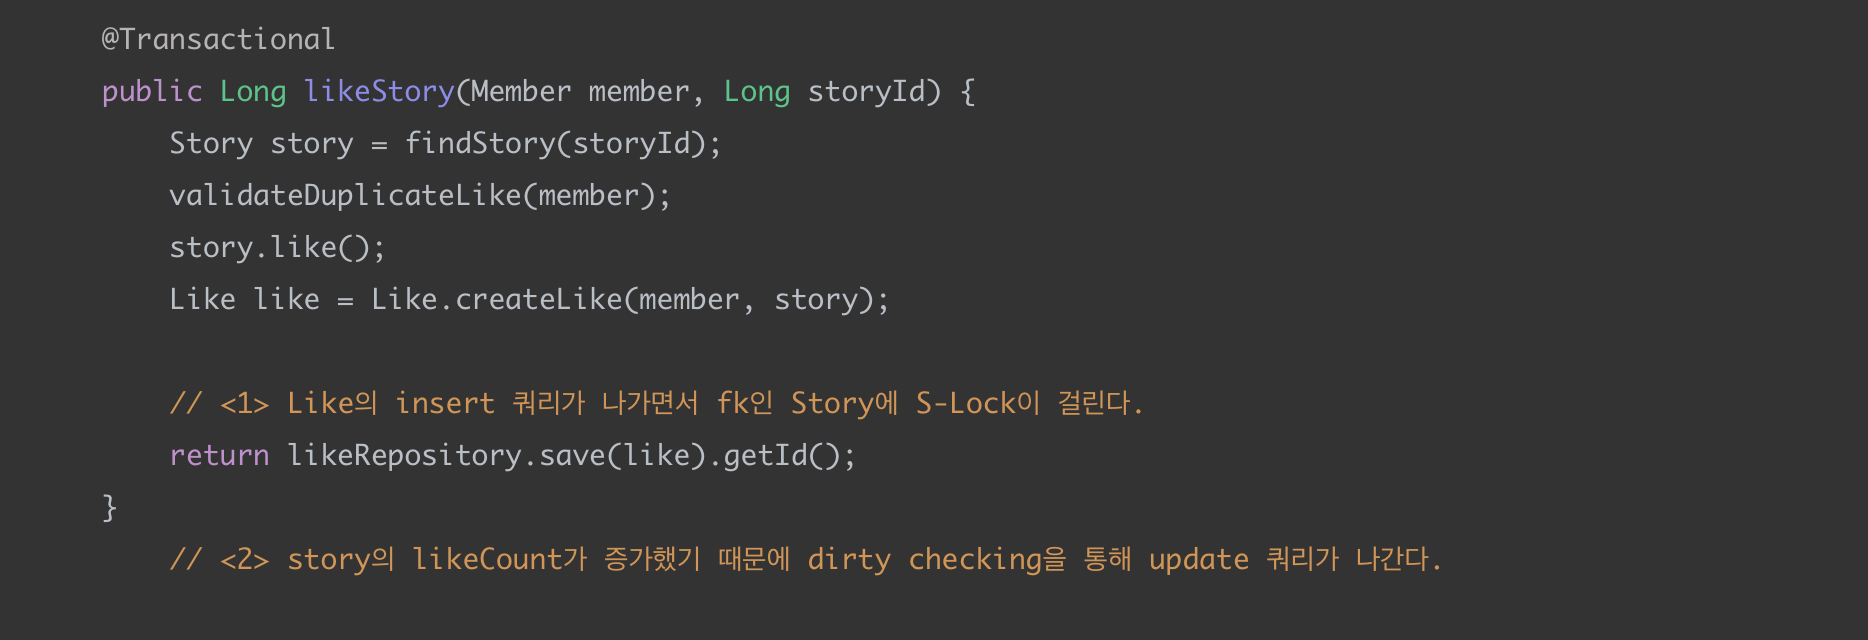 @Transactional
public Long likeStory(Member member, Long storyId) {
    Story story = findStory(storyId);
    validateDuplicateLike(member);
    story.like();
    Like like = Like.createLike(member, story);

    // <1> Like의 insert 쿼리가 나가면서 fk인 Story에 S-Lock이 걸린다.
    return likeRepository.save(like).getId();
}
    // <2> story의 likeCount가 증가했기 때문에 dirty checking을 통해 update 쿼리가 나간다.